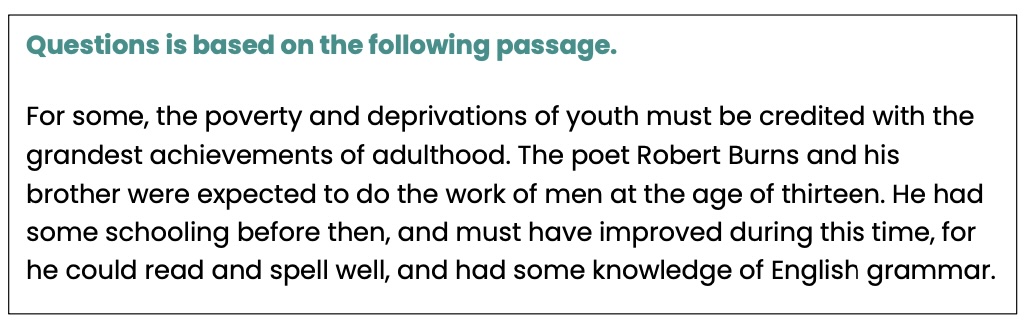 Questions is based on the following passage.
For some, the poverty and deprivations of youth must be credited with the
grandest achievements of adulthood. The poet Robert Burns and his
brother were expected to do the work of men at the age of thirteen. He had
some schooling before then, and must have improved during this time, for
he could read and spell well, and had some knowledge of English grammar.